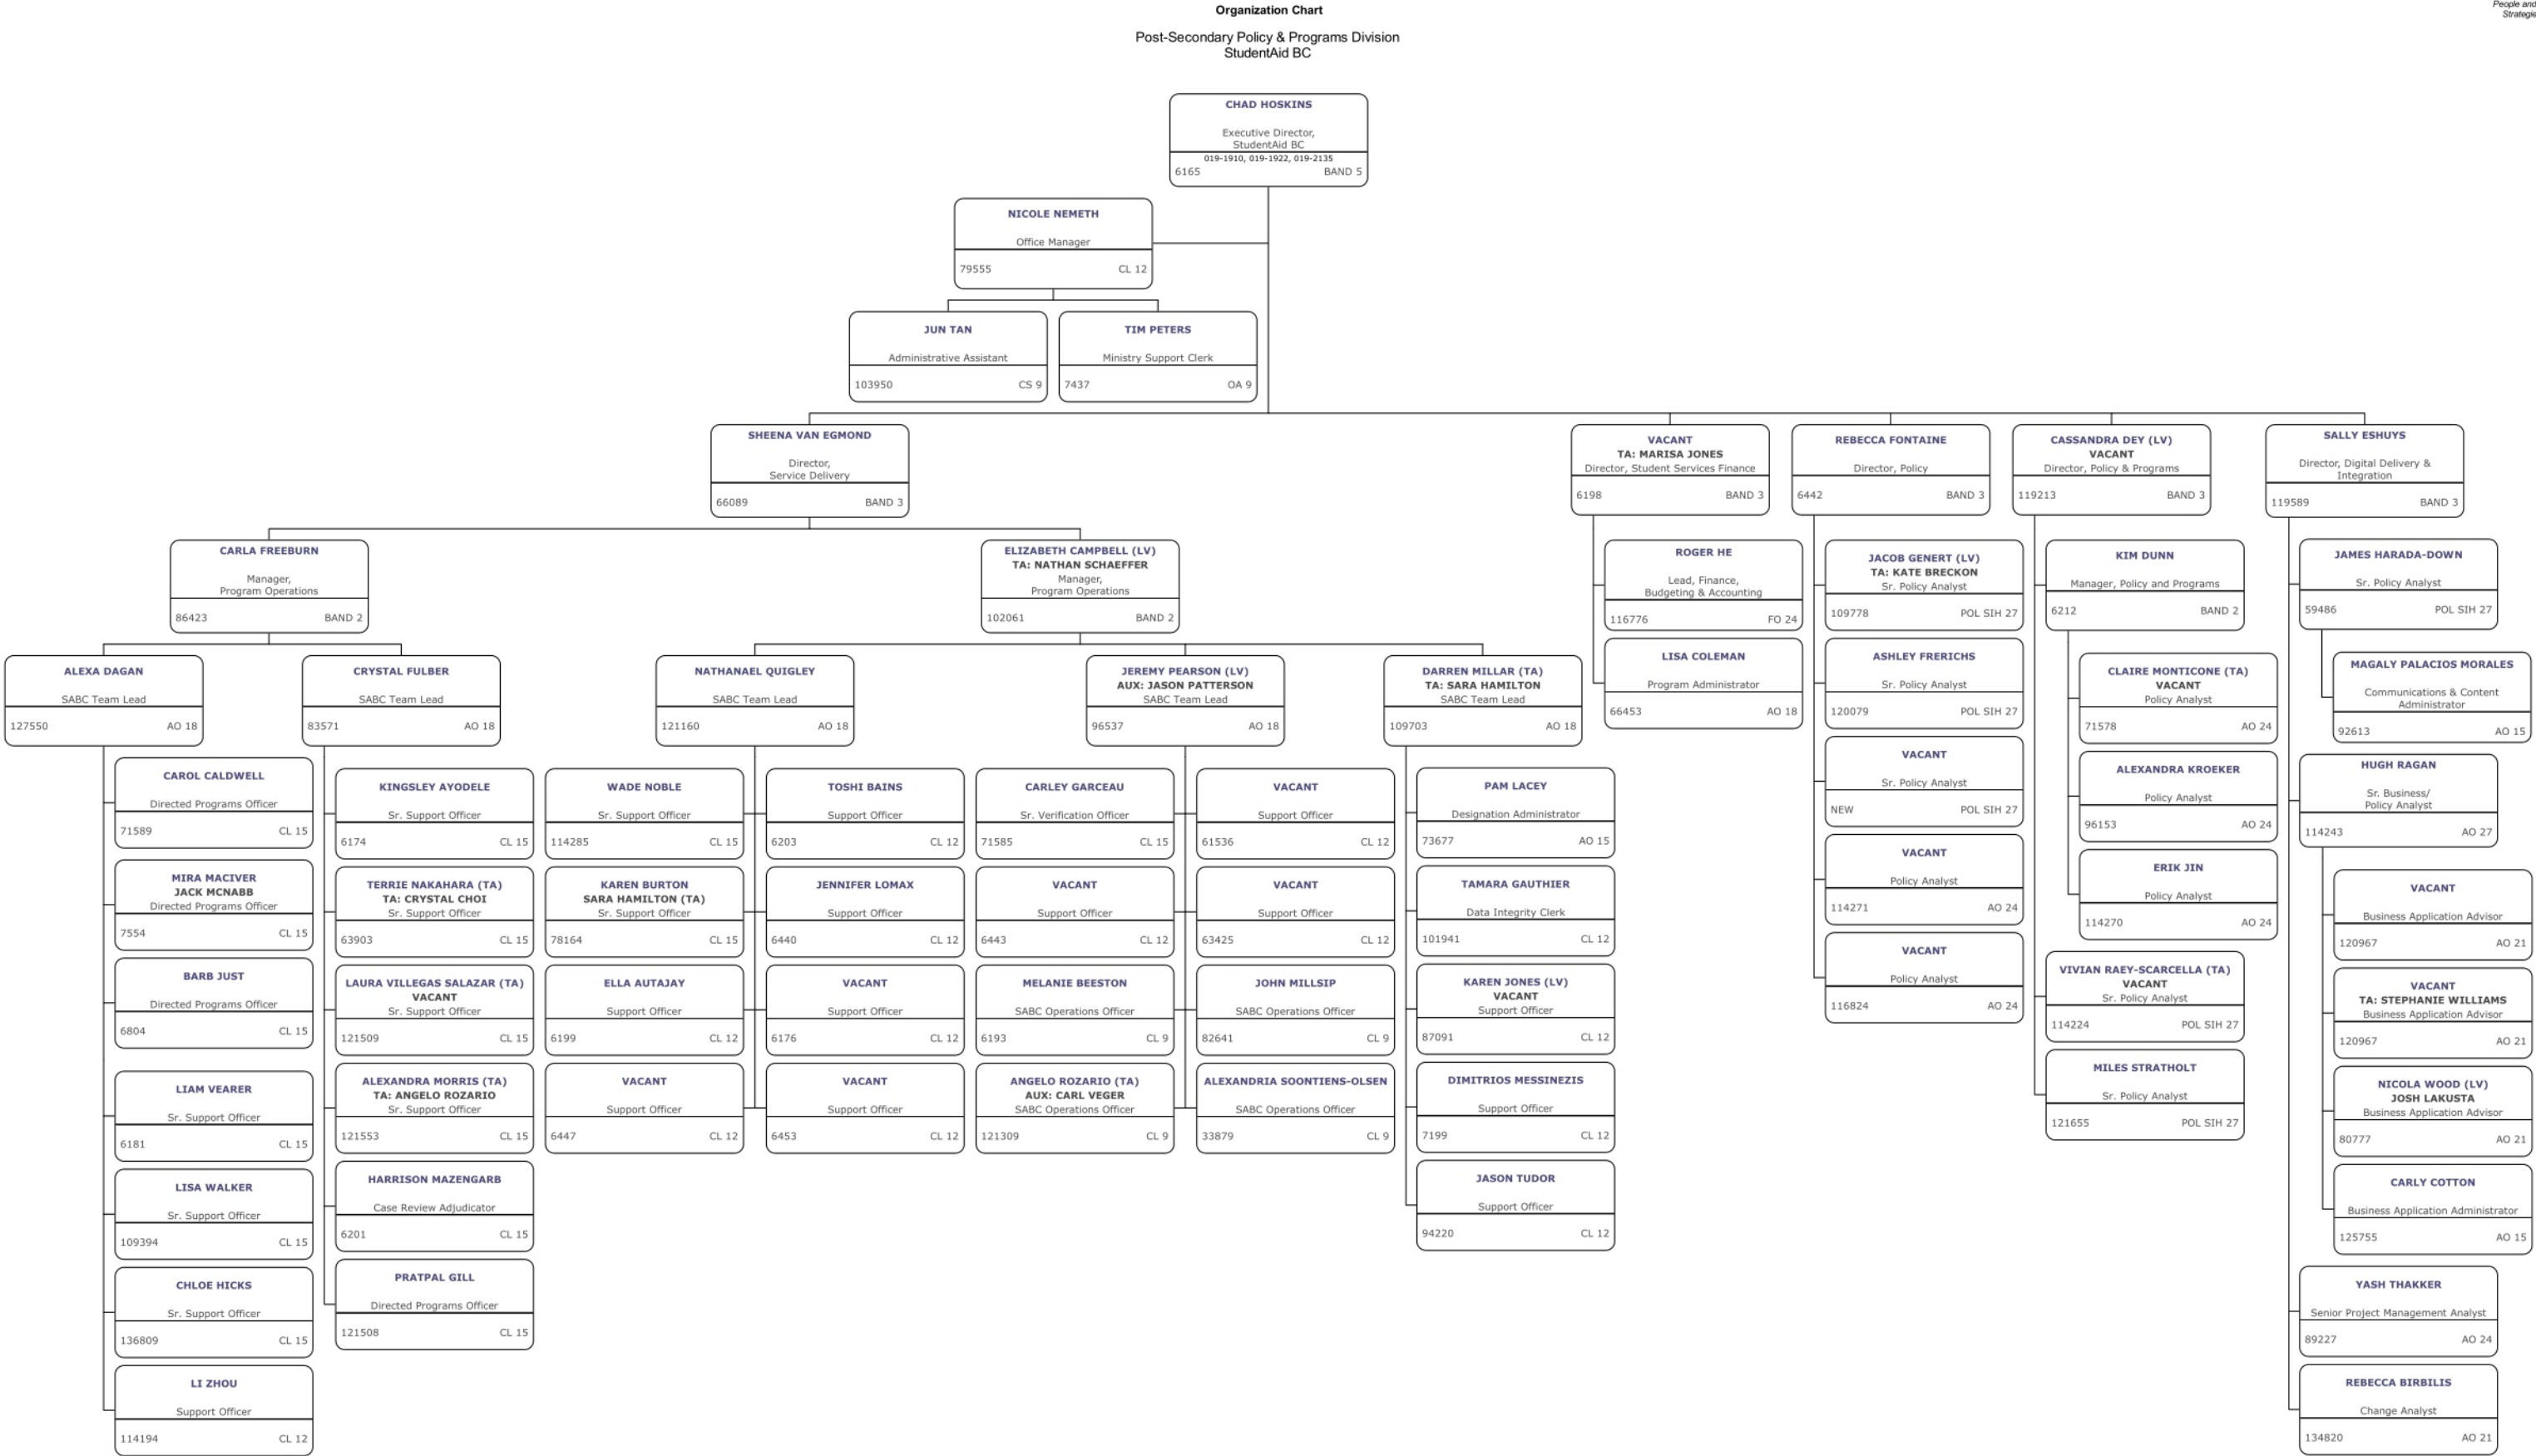 Organization Chart
People and
Strategie
Post-Secondary Policy & Programs Division
StudentAid BC
CHAD HOSKINS
Executive Director,
StudentAid BC
019-1910, 019-1922, 019-2135
6165 BAND 5
NICOLE NEMETH
Office Manager
79555 CL 12
JUN TAN
Administrative Assistant
103950 CS 9
TIM PETERS
Ministry Support Clerk
7437 OA 9
SHEENA VAN EGMOND
Director,
Service Delivery
66089 BAND 3
CARLA FREEBURN
Manager,
Program Operations
86423 BAND 2
ALEXA DAGAN
SABC Team Lead
127550 AO 18
CAROL CALDWELL
Directed Programs Officer
71589 CL 15
MIRA MACIVER
JACK MCNABB
Directed Programs Officer
7554 CL 15
BARB JUST
Directed Programs Officer
6804 CL 15
LIAM VEARER
Sr. Support Officer
6181 CL 15
LISA WALKER
Sr. Support Officer
109394 CL 15
CHLOE HICKS
Sr. Support Officer
136809 CL 15
LI ZHOU
Support Officer
114194 CL 12
CRYSTAL FULBER
SABC Team Lead
83571 AO 18
KINGSLEY AYODELE
Sr. Support Officer
6174 CL 15
TERRIE NAKAHARA (TA)
TA: CRYSTAL CHOI
Sr. Support Officer
63903 CL 15
LAURA VILLEGAS SALAZAR (TA)
VACANT
Sr. Support Officer
121509 CL 15
ALEXANDRA MORRIS (TA)
TA: ANGELO ROZARIO
Sr. Support Officer
121553 CL 15
HARRISON MAZENGARB
Case Review Adjudicator
6201 CL 15
PRATPAL GILL
Directed Programs Officer
121508 CL 15
ELIZABETH CAMPBELL (LV)
TA: NATHAN SCHAEFFER
Manager,
Program Operations
102061 BAND 2
NATHANAEL QUIGLEY
SABC Team Lead
121160 AO 18
WADE NOBLE
Sr. Support Officer
114285 CL 15
TOSHI BAINS
Support Officer
6203 CL 12
KAREN BURTON
SARA HAMILTON (TA)
Sr. Support Officer
78164 CL 15
JENNIFER LOMAX
Support Officer
6440 CL 12
ELLA AUTAJAY
Support Officer
6199 CL 12
VACANT
Support Officer
6176 CL 12
VACANT
Support Officer
6447 CL 12
VACANT
Support Officer
6453 CL 12
JEREMY PEARSON (LV)
AUX: JASON PATTERSON
SABC Team Lead
96537 AO 18
CARLEY GARCEAU
Sr. Verification Officer
71585 CL 15
VACANT
Support Officer
61536 CL 12
VACANT
Support Officer
6443 CL 12
VACANT
Support Officer
63425 CL 12
MELANIE BEESTON
SABC Operations Officer
6193 CL 9
JOHN MILLSIP
SABC Operations Officer
82641 CL 9
ANGELO ROZARIO (TA)
AUX: CARL VEGER
SABC Operations Officer
121309 CL 9
ALEXANDRIA SOONTIENS-OLSEN
SABC Operations Officer
33879 CL 9
DARREN MILLAR (TA)
TA: SARA HAMILTON
SABC Team Lead
109703 AO 18
PAM LACEY
Designation Administrator
73677 AO 15
TAMARA GAUTHIER
Data Integrity Clerk
101941 CL 12
KAREN JONES (LV)
VACANT
Support Officer
87091 CL 12
DIMITRIOS MESSINEZIS
Support Officer
7199 CL 12
JASON TUDOR
Support Officer
94220 CL 12
VACANT
TA: MARISA JONES
Director, Student Services Finance
6198 BAND 3
ROGER HE
Lead, Finance,
Budgeting & Accounting
116776 FO 24
LISA COLEMAN
Program Administrator
66453 AO 18
REBECCA FONTAINE
Director, Policy
6442 BAND 3
JACOB GENERT (LV)
TA: KATE BRECKON
Sr. Policy Analyst
109778 POL SIH 27
ASHLEY FRERICHS
Sr. Policy Analyst
120079 POL SIH 27
VACANT
Sr. Policy Analyst
NEW POL SIH 27
VACANT
Policy Analyst
114271 AO 24
VACANT
Policy Analyst
116824 AO 24
CASSANDRA DEY (LV)
VACANT
Director, Policy & Programs
119213 BAND 3
KIM DUNN
Manager, Policy and Programs
6212 BAND 2
CLAIRE MONTICONE (TA)
VACANT
Policy Analyst
71578 AO 24
ALEXANDRA KROEKER
Policy Analyst
96153 AO 24
ERIK JIN
Policy Analyst
114270 AO 24
VIVIAN RAEY-SCARCELLA (TA)
VACANT
Sr. Policy Analyst
114224 POL SIH 27
MILES STRATHOLT
Sr. Policy Analyst
121655 POL SIH 27
SALLY ESHUYS
Director, Digital Delivery &
Integration
119589 BAND 3
JAMES HARADA-DOWN
Sr. Policy Analyst
59486 POL SIH 27
MAGALY PALACIOS MORALES
Communications & Content
Administrator
92613 AO 15
HUGH RAGAN
Sr. Business/
Policy Analyst
114243 AO 27
VACANT
Business Application Advisor
120967 AO 21
VACANT
TA: STEPHANIE WILLIAMS
Business Application Advisor
120967 AO 21
NICOLA WOOD (LV)
JOSH LAKUSTA
Business Application Advisor
80777 AO 21
CARLY COTTON
Business Application Administrator
125755 AO 15
YASH THAKKER
Senior Project Management Analyst
89227 AO 24
REBECCA BIRBILIS
Change Analyst
134820 AO 21